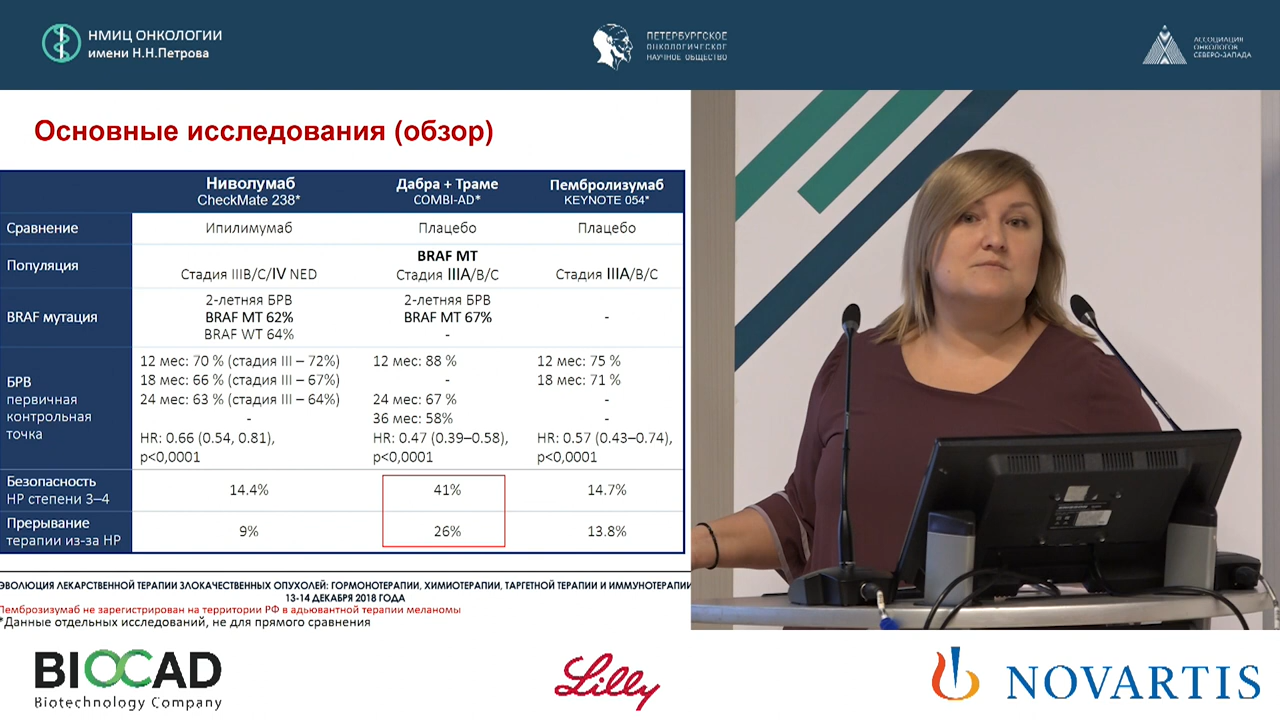 НМИЦ ОНКОЛОГИИ
имени Н.Н.Петрова
ПЕТЕРБУРГСКОЕ
ОНКОЛОГИЧЕСКОЕ
НАУЧНОЕ ОБЩЕСТВО
АССОЦИАЦИЯ
ОНКОЛОГОВ
СЕВЕРО-ЗАПАДА
Основные исследования (обзор)
Ниволумаб
CheckMate 238*
Дабра + Траме
COMBI-AD*
Пембролизумаб
KEYNOTE 054*
Сравнение
Ипилимумаб
Плацебо
Плацебо
Популяция
Стадия IIIB/C/IV NED
BRAF MT
Стадия IIIA/B/C
Стадия IIIA/B/C
BRAF мутация
2-летняя БРВ
BRAF MT 62%
BRAF WT 64%
2-летняя БРВ
BRAF MT 67%
-
-
БРВ
первичная
контрольная
точка
12 мес: 70 % (стадия III – 72%)
18 мес: 66 % (стадия III – 67%)
24 мес: 63 % (стадия III – 64%)
-
HR: 0.66 (0.54, 0.81),
p<0,0001
12 мес: 88 %
-
24 мес: 67 %
36 мес: 58%
HR: 0.47 (0.39–0.58),
p<0,0001
12 мес: 75 %
18 мес: 71 %
-
-
HR: 0.57 (0.43–0.74),
p<0,0001
Безопасность
НР степени 3–4
14.4%
41%
14.7%
Прерывание
терапии из-за НР
9%
26%
13.8%
ЭВОЛЮЦИЯ ЛЕКАРСТВЕННОЙ ТЕРАПИИ ЗЛОКАЧЕСТВЕННЫХ ОПУХОЛЕЙ: ГОРМОНОТЕРАПИИ, ХИМИОТЕРАПИИ, ТАРГЕТНОЙ ТЕРАПИИ И ИММУНОТЕРАПИИ
13-14 ДЕКАБРЯ 2018 ГОДА
Пемброзизумаб не зарегистрирован на территории РФ в адьювантной терапии меланомы
*Данные отдельных исследований, не для прямого сравнения
BIOCAD
Biotechnology Company
Lilly
NOVARTIS